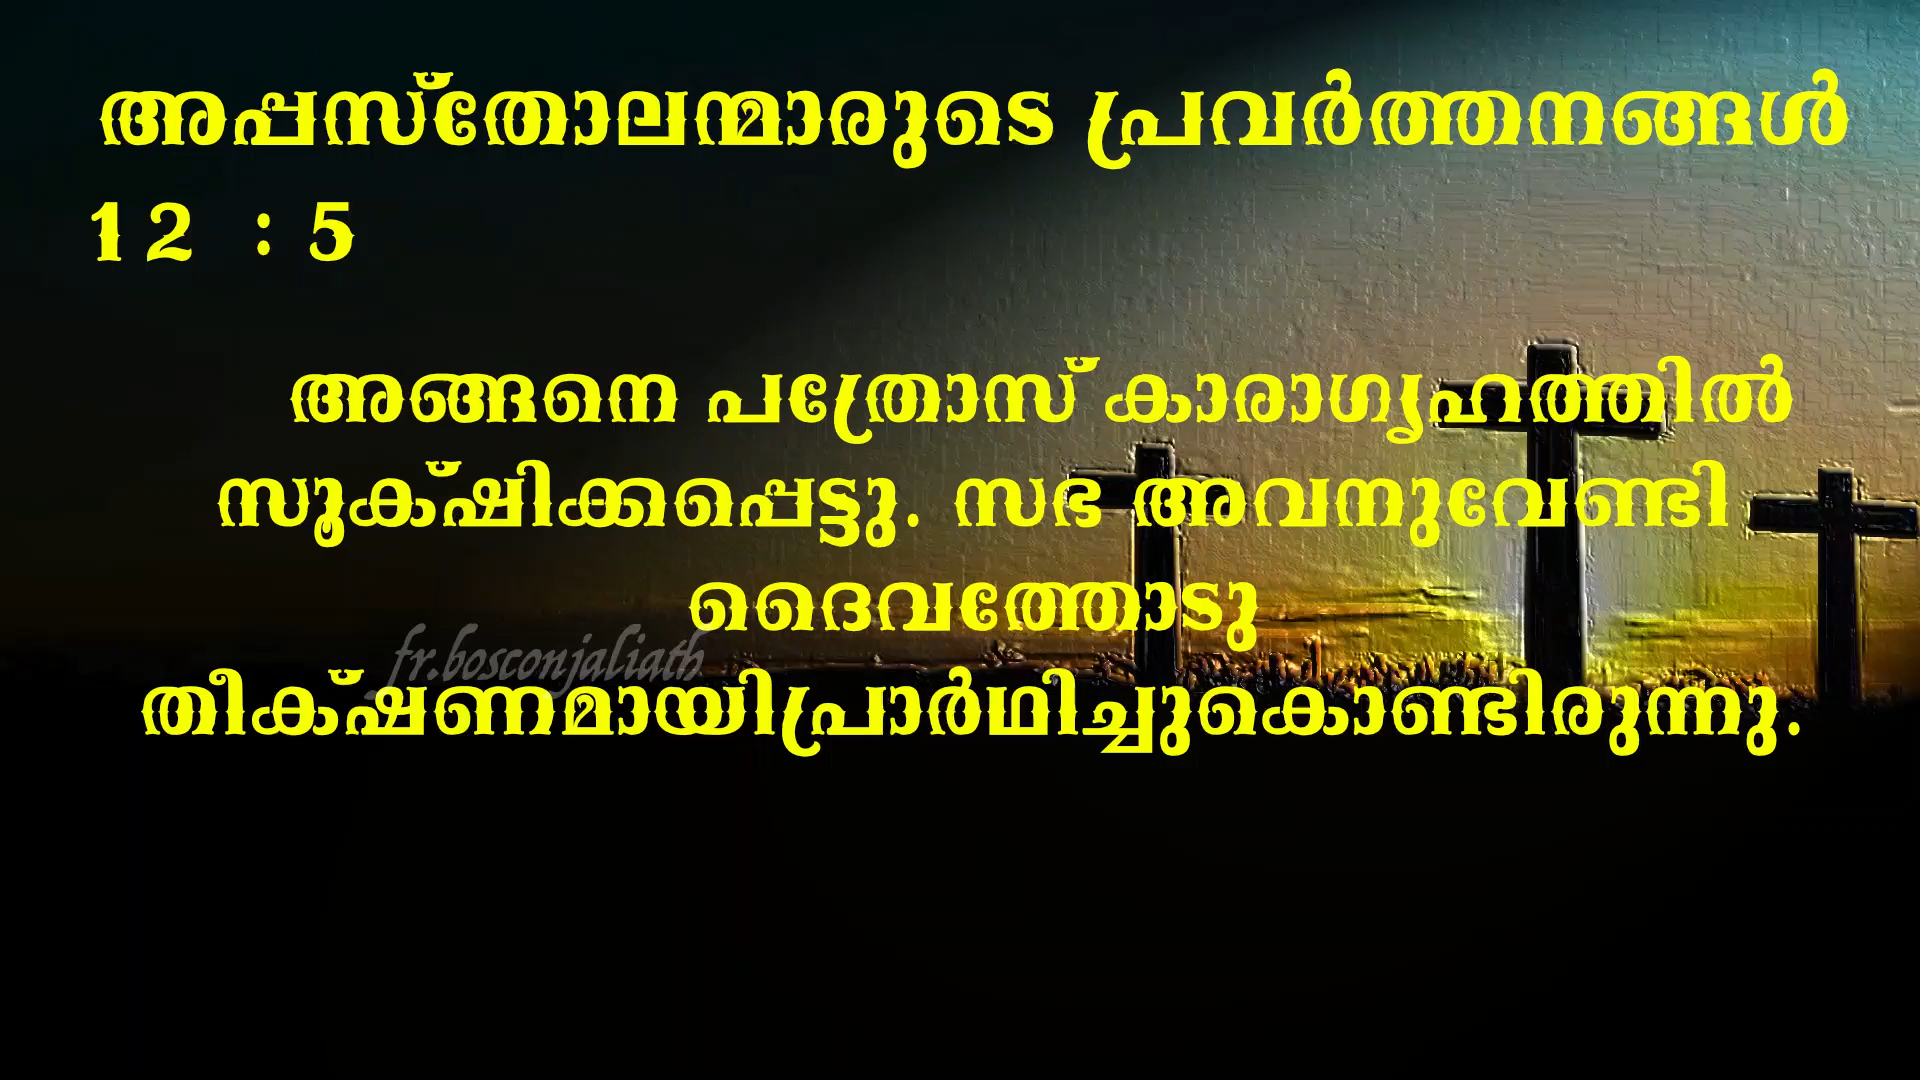 അപ്പസ്തോലന്മാരുടെ പ്രവർത്തനങ്ങൾ
12 : 5
അങ്ങനെ പത്രോസ് കാരാഗൃഹത്തിൽ
സൂക്‌ഷിക്കപ്പെട്ടു. സഭ അവനുവേണ്ടി
ദൈവത്തോടു
fr.bosconjaliath
തീക്‌ഷണമായിപ്രാർഥിച്ചുകൊണ്ടിരുന്നു.